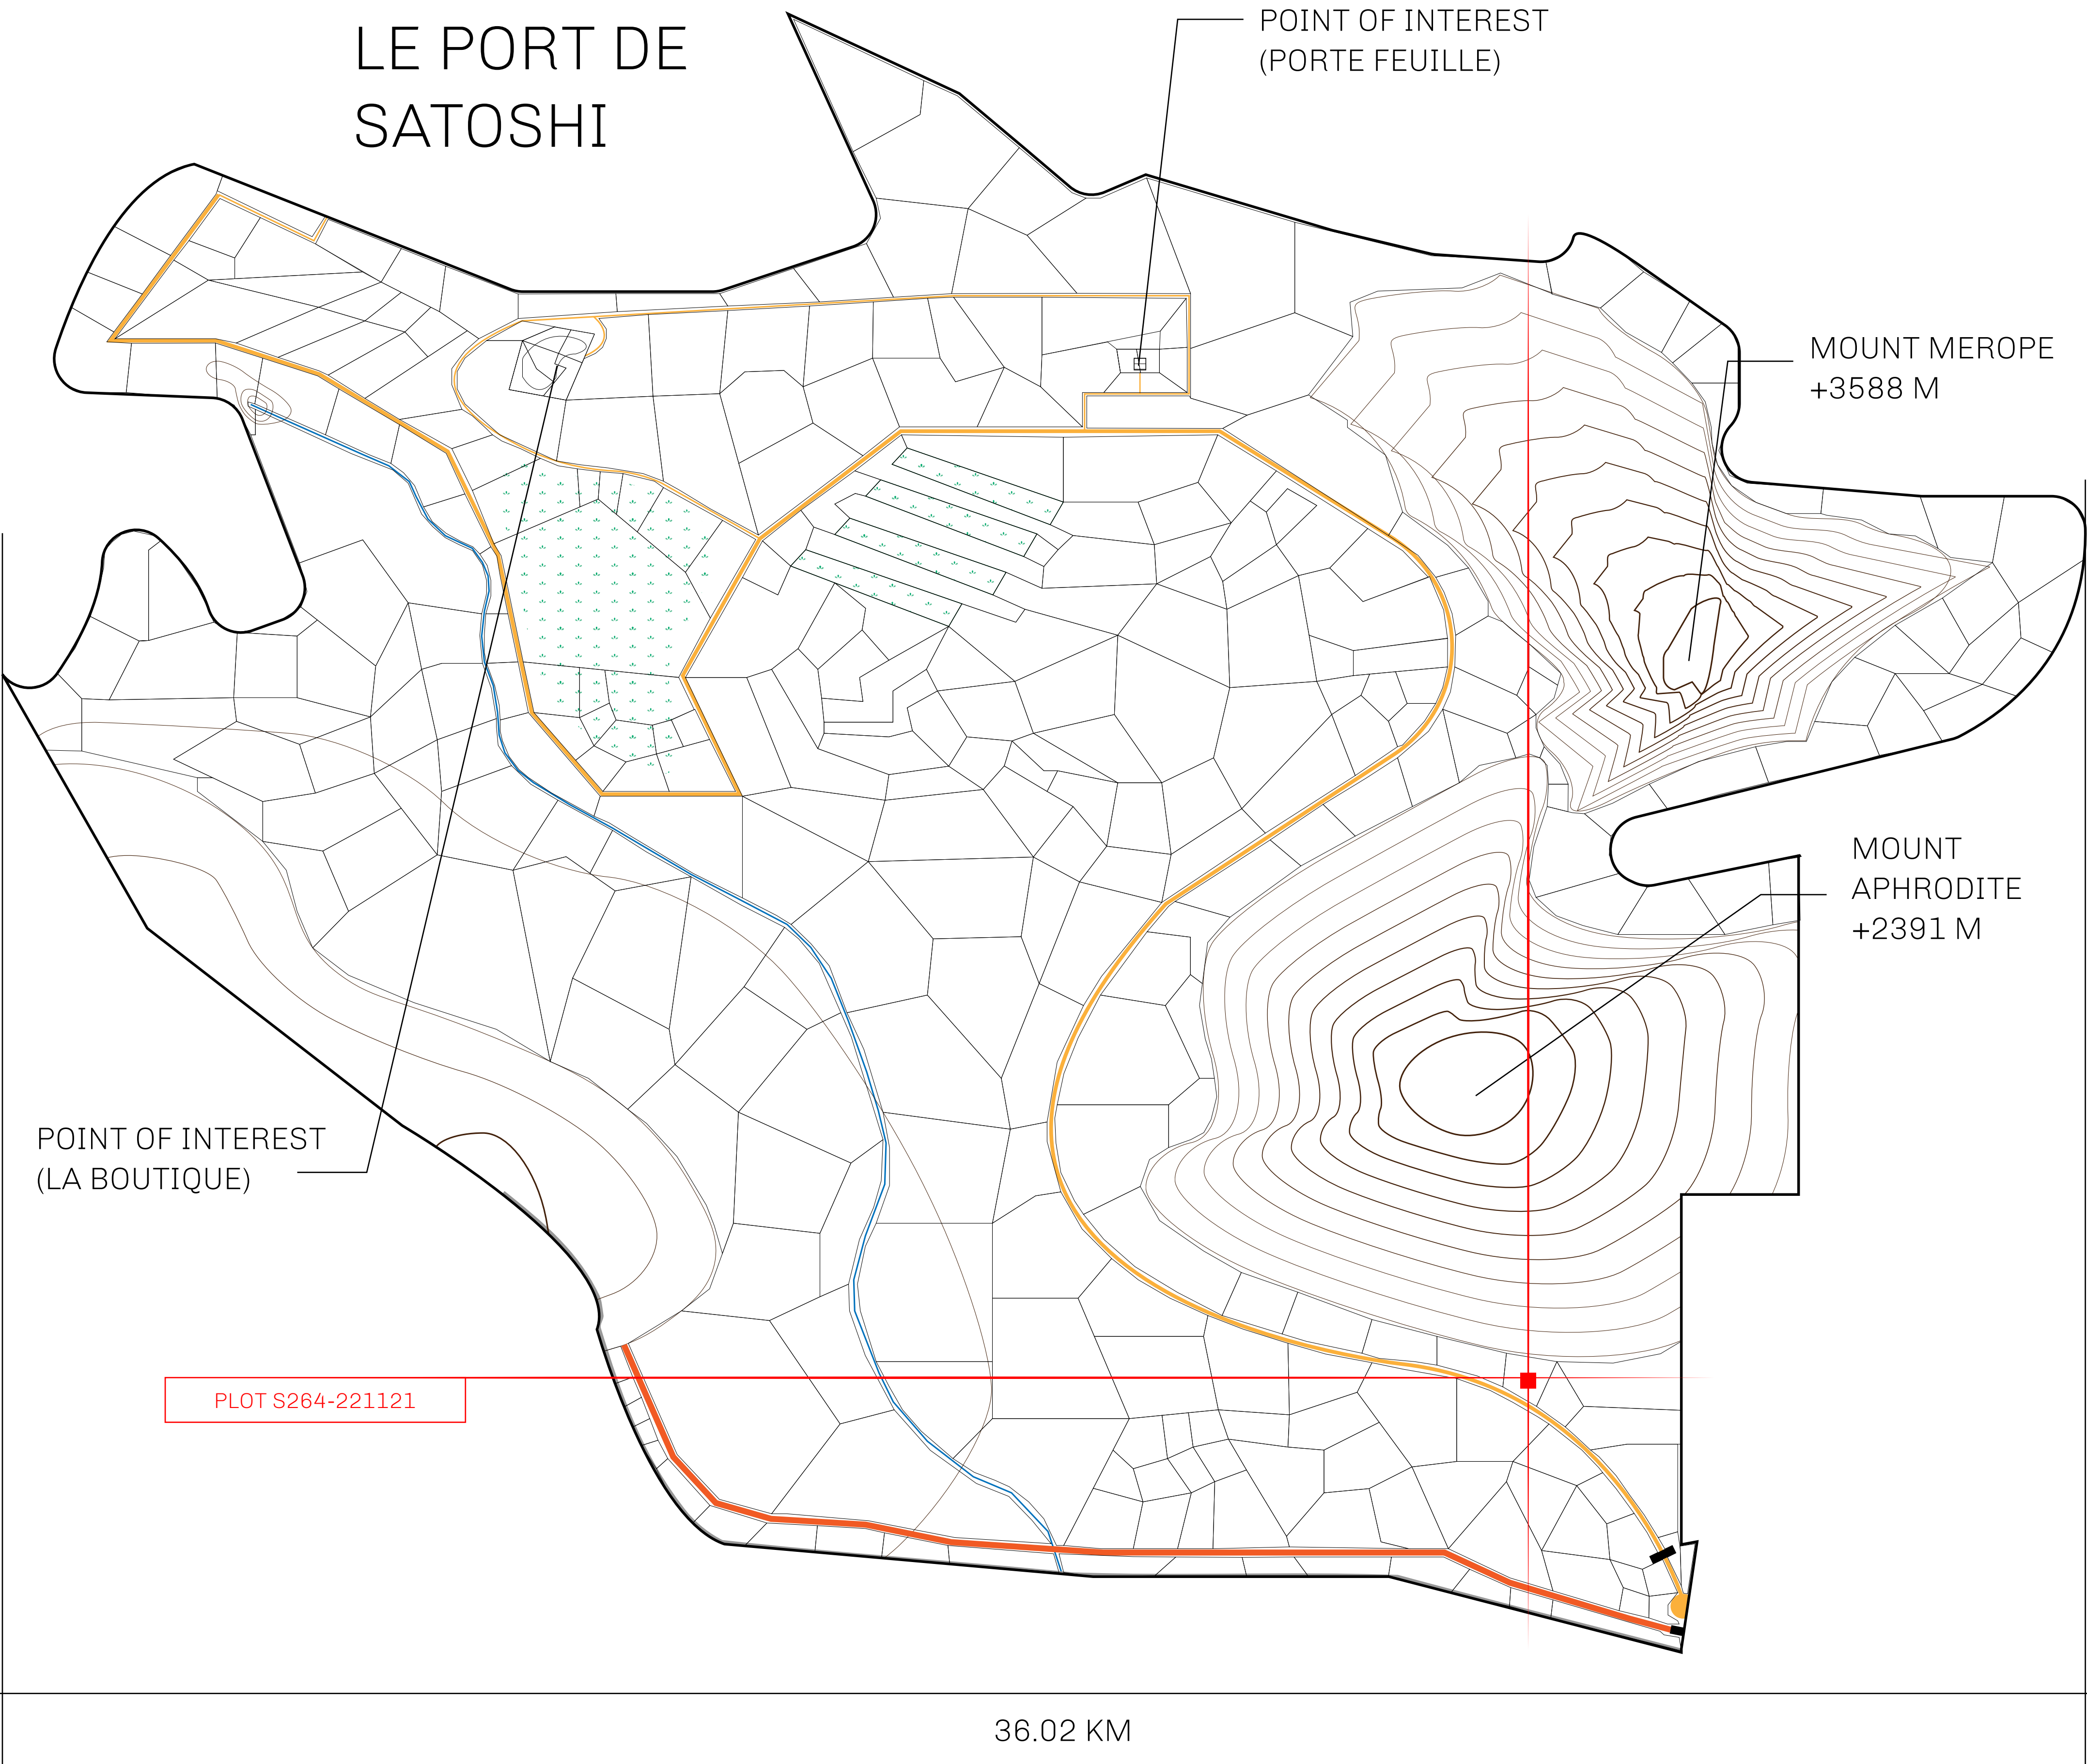 LE PORT DE
SATOSHI
POINT OF INTEREST
(PORTE FEUILLE)
MOUNT MEROPE
+3588 M
MOUNT
APHRODITE
+2391 M
POINT OF INTEREST
(LA BOUTIQUE)
PLOT S264-221121
36.02 KM